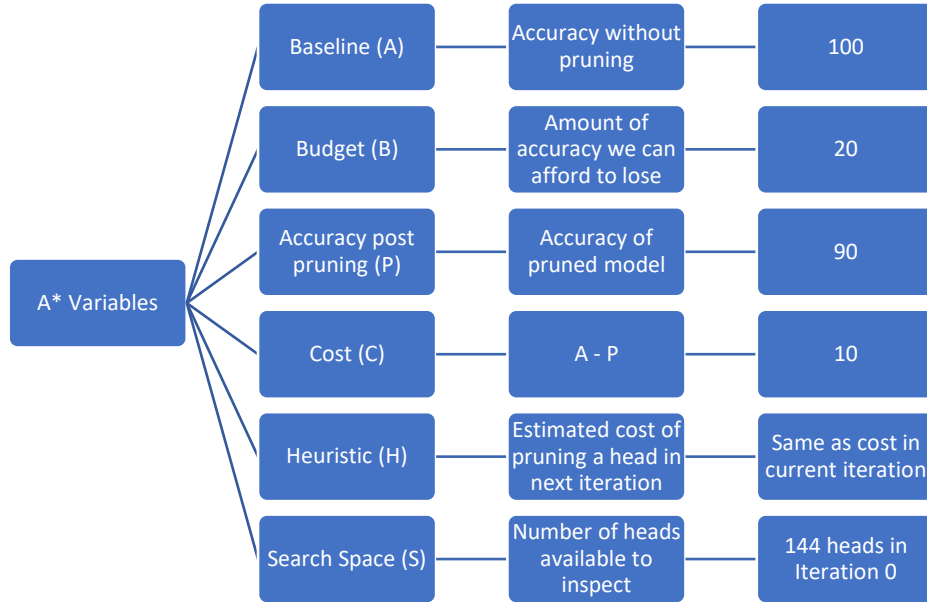 Baseline (A)
Accuracy without
pruning
100
Budget (B)
Amount of
accuracy we can
afford to lose
20
Accuracy post
pruning (P)
Accuracy of
pruned model
90
A* Variables
Cost (C)
A - P
10
Heuristic (H)
Estimated cost of
pruning a head in
next iteration
Same as cost in
current iteration
Search Space (S)
Number of heads
available to
inspect
144 heads in
Iteration 0